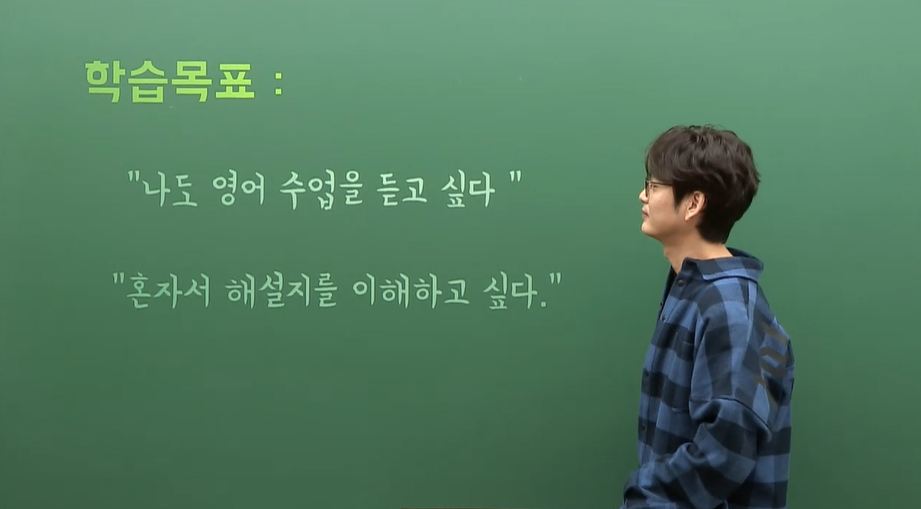 학습목표 :
"나도 영어 수업을 듣고 싶다 "
"혼자서 해설지를 이해하고 싶다."